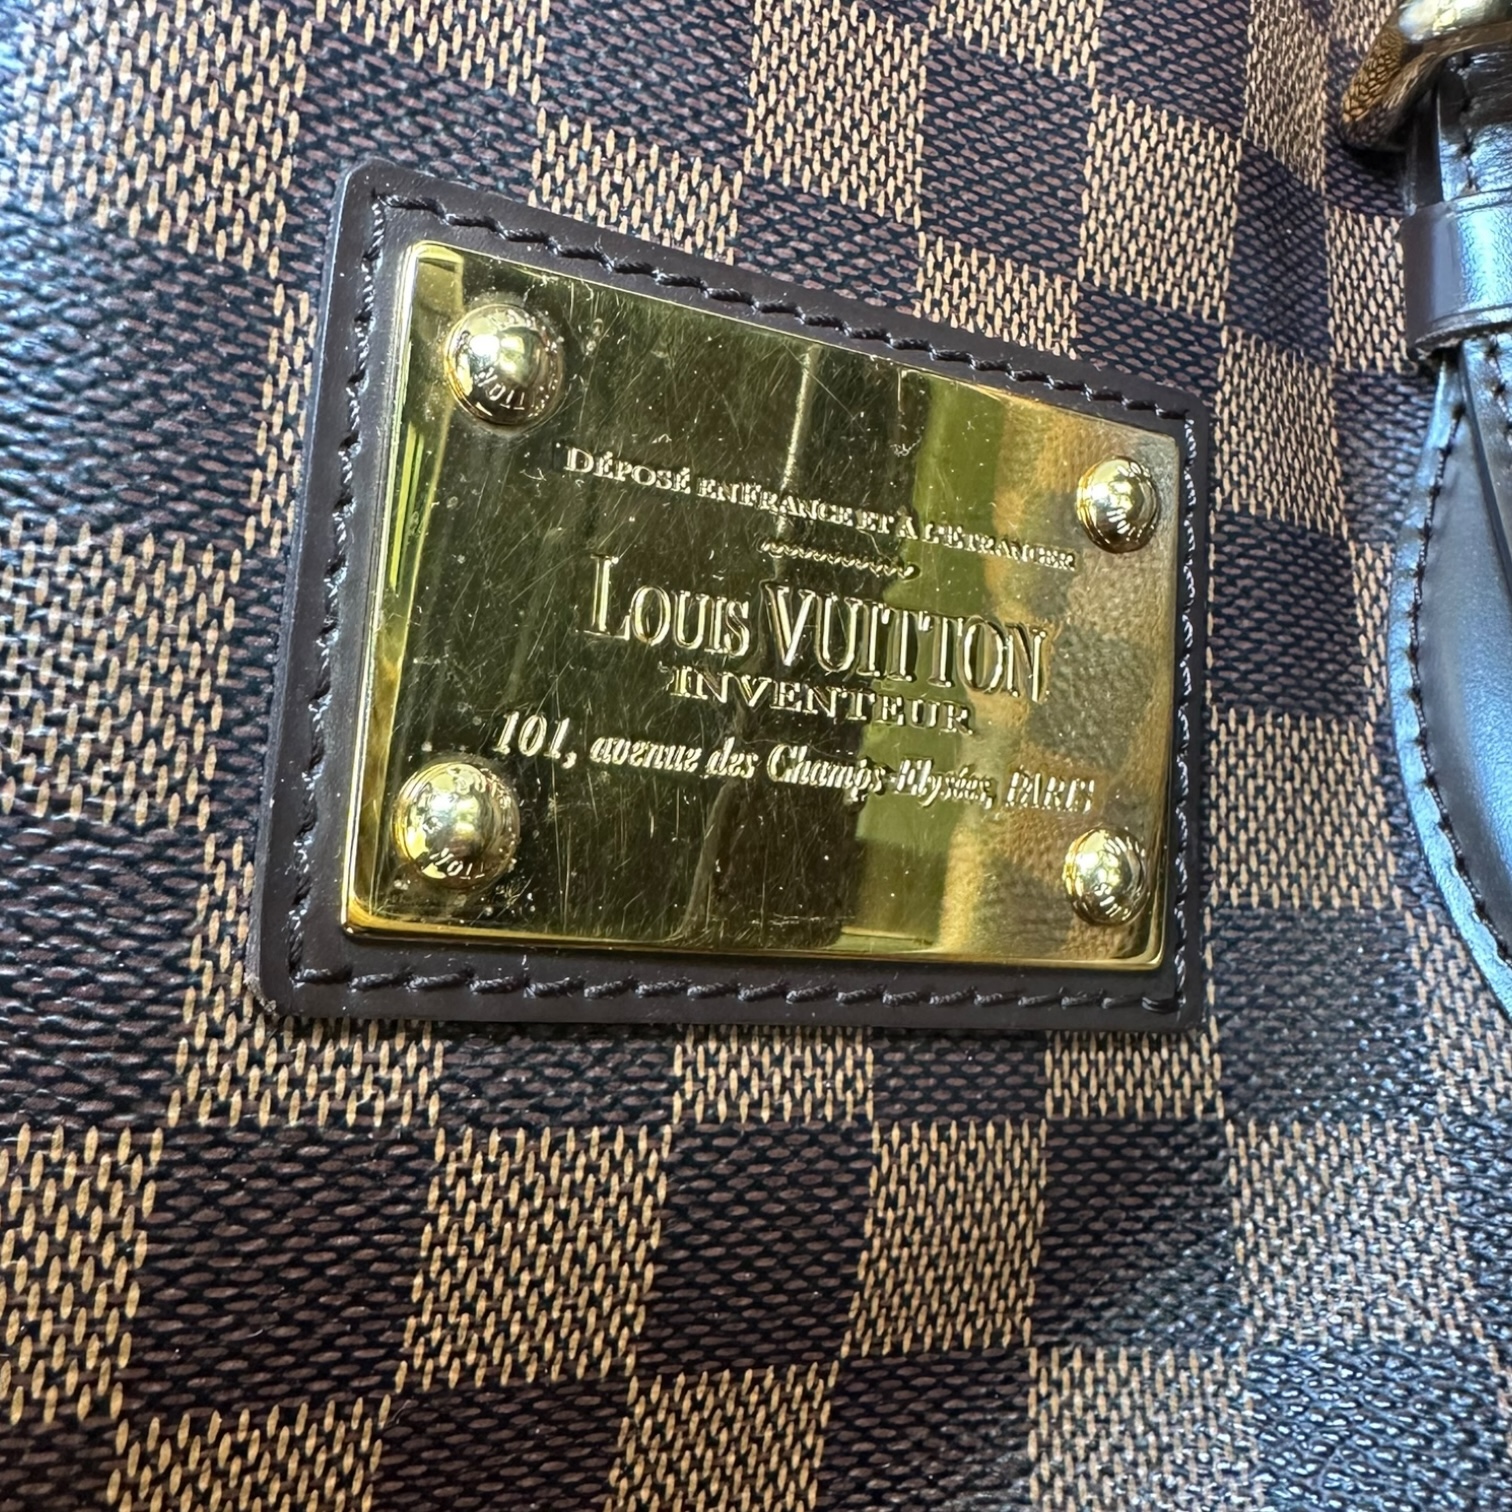 DÉPOSÉ EN FRANCE ET À L'ÉTRANGER
LOUIS VUITTON
INVENTEUR
101, avenue des Champs-Elysées, PARIS